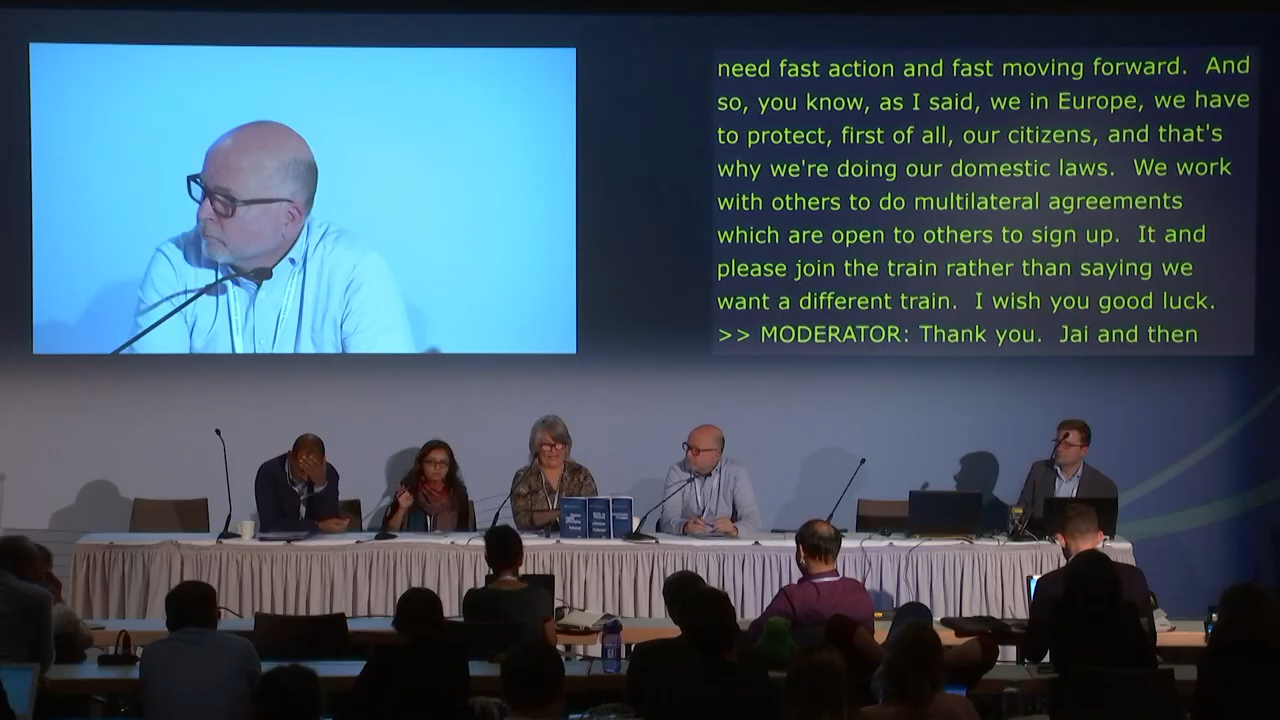 need fast action and fast moving forward.  And
so, you know, as I said, we in Europe, we have
to protect, first of all, our citizens, and that's
why we're doing our domestic laws.  We work
with others to do multilateral agreements
which are open to others to sign up.  It and
please join the train rather than saying we
want a different train.  I wish you good luck.
>> MODERATOR: Thank you.  Jai and then